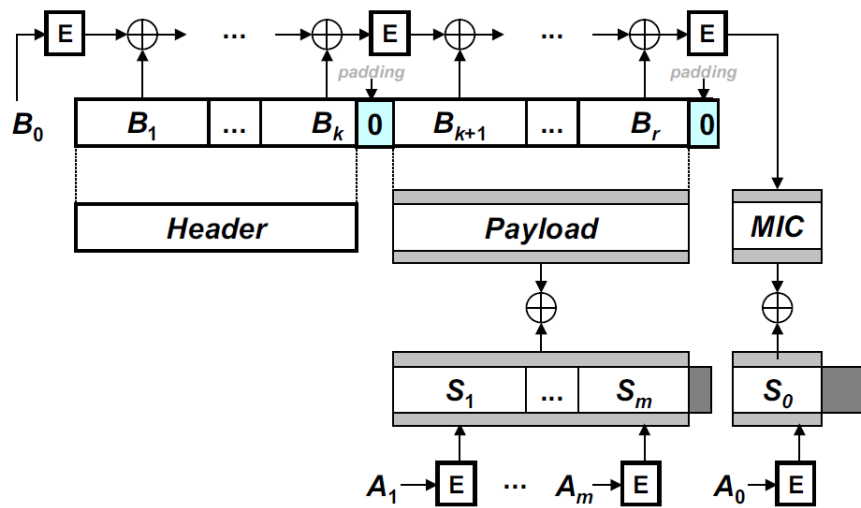 E ... E ... E
padding padding
B0 B1 ... Bk 0 Bk+1 ... Br 0
Header Payload MIC
S1 ... Sm S0
A1 E ... Am E A0 E